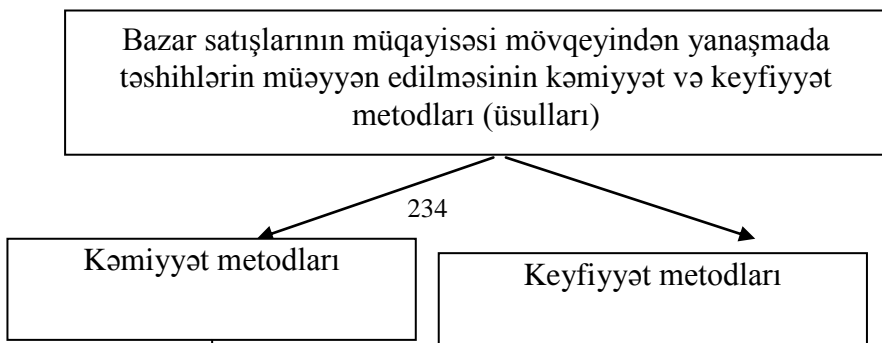 Bazar satışlarının müqayisəsi mövqeyindən yanaşmada
təshihlərin müəyyən edilməsinin kəmiyyət və keyfiyyət
metodları (üsulları)
234
Kəmiyyət metodları
Keyfiyyət metodları